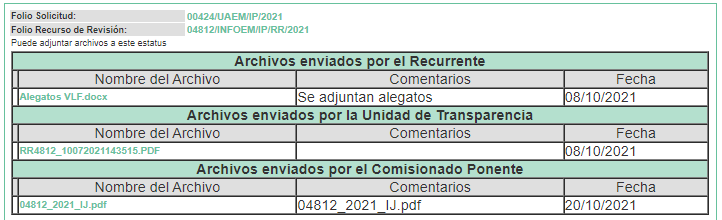 Folio Solicitud: 00424/UAEM/IP/2021
Folio Recurso de Revisión: 04812/INFOEM/IP/RR/2021
Puede adjuntar archivos a este estatus
Archivos enviados por el Recurrente
Nombre del Archivo Comentarios Fecha
Alegatos VLF.docx Se adjuntan alegatos 08/10/2021
Archivos enviados por la Unidad de Transparencia
Nombre del Archivo Comentarios Fecha
RR4812_10072021143515.PDF 08/10/2021
Archivos enviados por el Comisionado Ponente
Nombre del Archivo Comentarios Fecha
04812_2021_IJ.pdf 04812_2021_IJ.pdf 20/10/2021